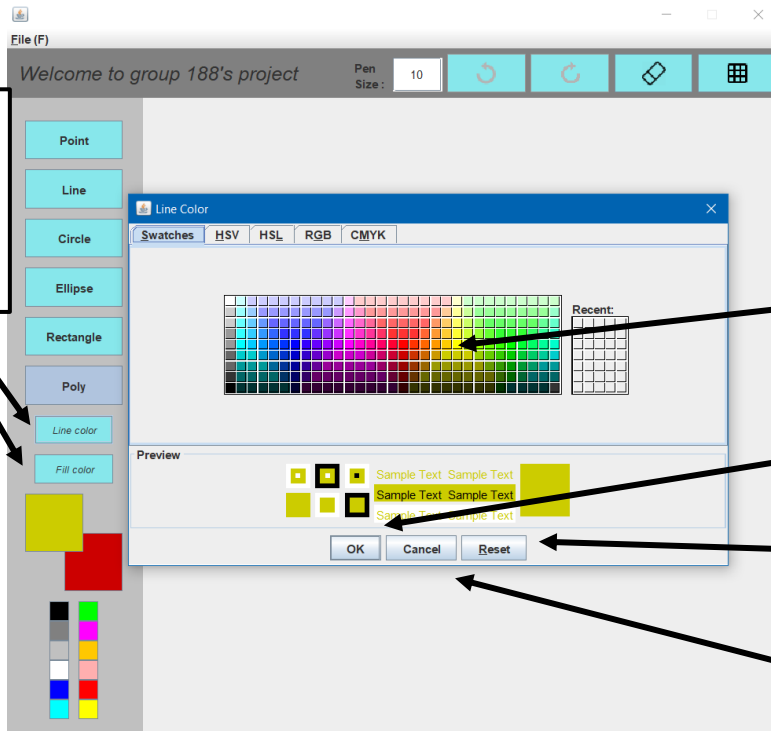 File (F)
Welcome to group 188's project
Pen
Size :
10
Point
Line
Circle
Ellipse
Rectangle
Poly
Line color
Fill color
Line Color
Swatches HSV HSL RGB CMYK
Recent:
Preview
Sample Text Sample Text
Sample Text Sample Text
Sample Text Sample Text
OK Cancel Reset